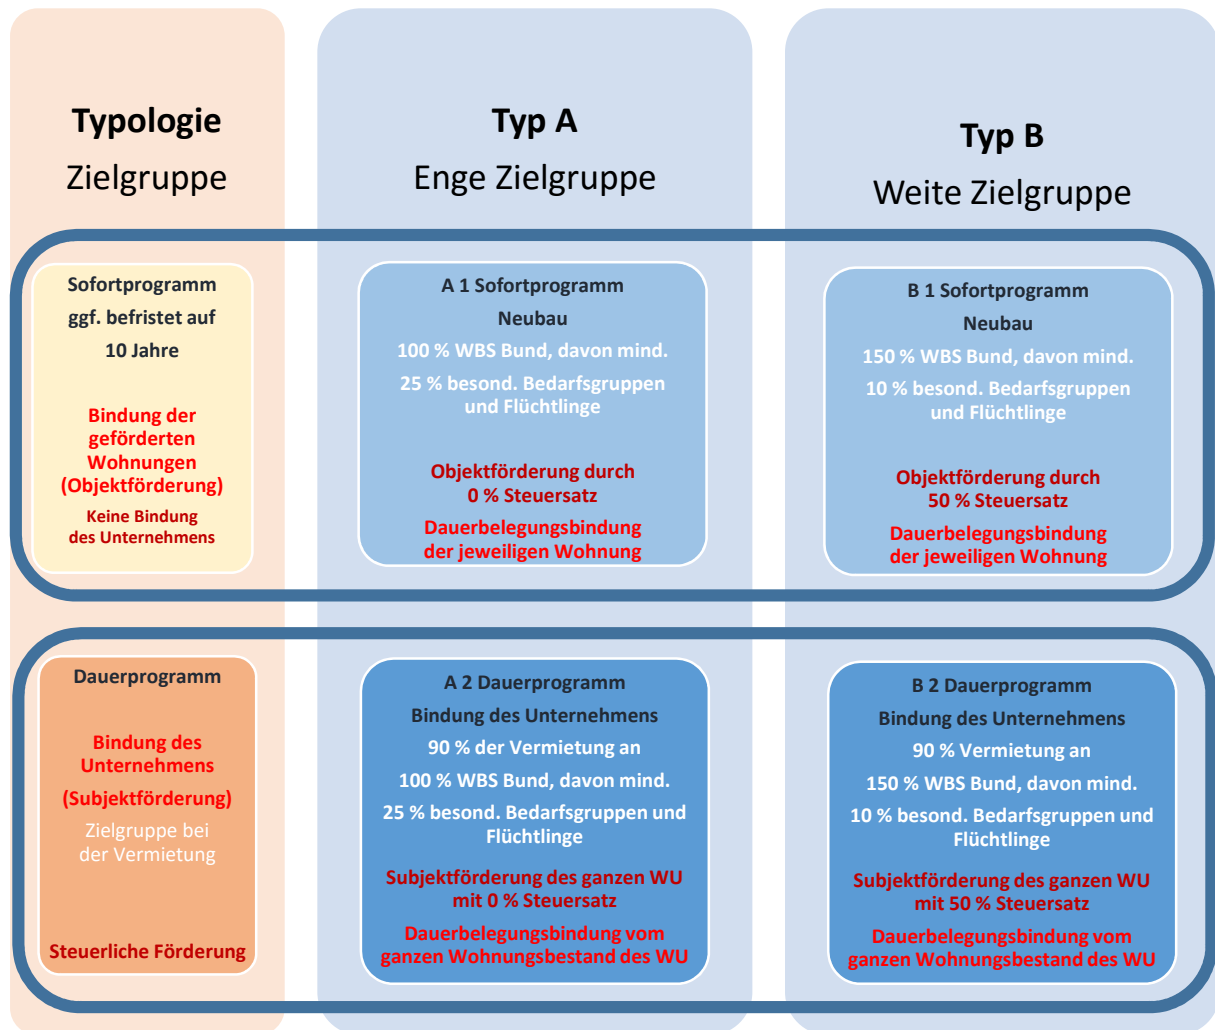 Typologie
Zielgruppe
Typ A
Enge Zielgruppe
Typ B
Weite Zielgruppe
Sofortprogramm
ggf. befristet auf
10 Jahre
Bindung der
geförderten
Wohnungen
(Objektförderung)
Keine Bindung
des Unternehmens
A 1 Sofortprogramm
Neubau
100 % WBS Bund, davon mind.
25 % besond. Bedarfsgruppen
und Flüchtlinge
Objektförderung durch
0 % Steuersatz
Dauerbelegungsbindung
der jeweiligen Wohnung
B 1 Sofortprogramm
Neubau
150 % WBS Bund, davon mind.
10 % besond. Bedarfsgruppen
und Flüchtlinge
Objektförderung durch
50 % Steuersatz
Dauerbelegungsbindung
der jeweiligen Wohnung
Dauerprogramm
Bindung des
Unternehmens
(Subjektförderung)
Zielgruppe bei
der Vermietung
Steuerliche Förderung
A 2 Dauerprogramm
Bindung des Unternehmens
90 % der Vermietung an
100 % WBS Bund, davon mind.
25 % besond. Bedarfsgruppen und
Flüchtlinge
Subjektförderung des ganzen WU
mit 0 % Steuersatz
Dauerbelegungsbindung vom
ganzen Wohnungsbestand des WU
B 2 Dauerprogramm
Bindung des Unternehmens
90 % Vermietung an
150 % WBS Bund, davon mind.
10 % besond. Bedarfsgruppen und
Flüchtlinge
Subjektförderung des ganzen WU
mit 50 % Steuersatz
Dauerbelegungsbindung vom
ganzen Wohnungsbestand des WU